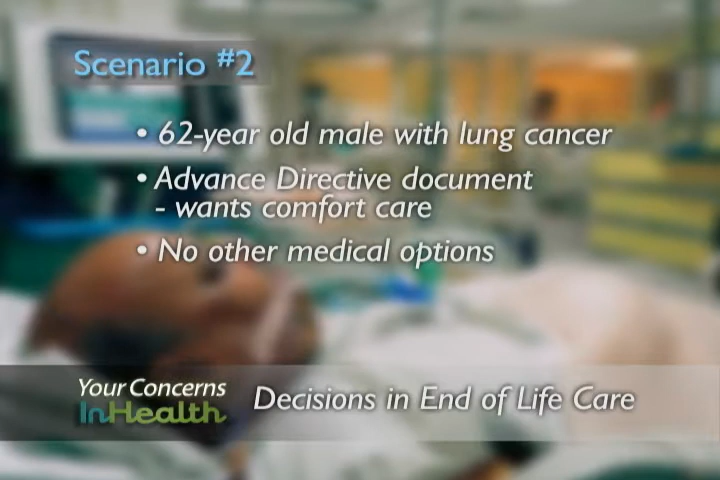 Scenario #2
• 62-year old male with lung cancer
• Advance Directive document
- wants comfort care
• No other medical options
Your Concerns
InHealth
Decisions in End of Life Care